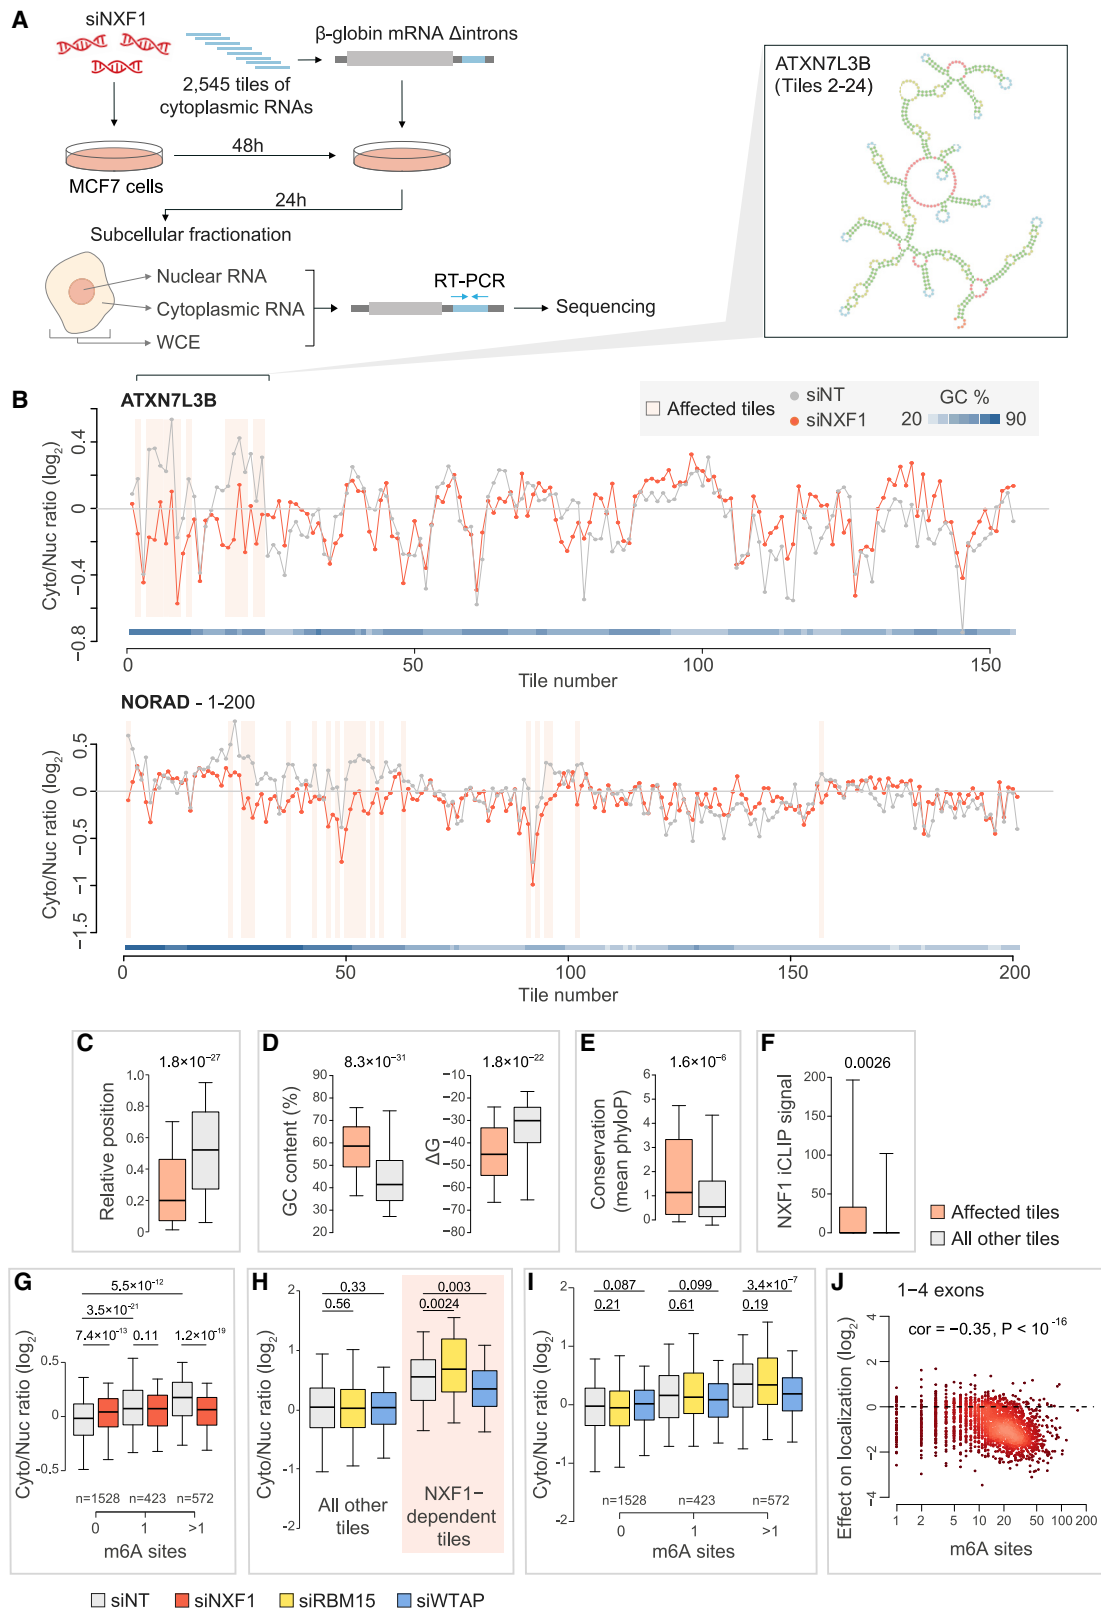 A
siNXF1
2,545 tiles of
cytoplasmic RNAs
β-globin mRNA Δintrons
48h
MCF7 cells
24h
Subcellular fractionation
Nuclear RNA
Cytoplasmic RNA
WCE
RT-PCR
Sequencing
ATXN7L3B
(Tiles 2-24)
B
ATXN7L3B
Affected tiles
siNT
siNXF1
GC %
20
90
Cyto/Nuc ratio (log2)
0.4
0
−0.4
−0.8
0
50
100
150
Tile number
NORAD - 1-200
Cyto/Nuc ratio (log2)
0.5
0
−0.5
−1
−1.5
0
50
100
150
200
Tile number
C
1.8×10−27
Relative position
1.0
0.8
0.6
0.4
0.2
0
D
8.3×10−31
GC content (%)
90
80
70
60
50
40
30
20
1.8×10−22
ΔG
−10
−20
−30
−40
−50
−60
−70
−80
E
1.6×10−6
Conservation
(mean phyloP)
6
5
4
3
2
1
0
F
0.0026
NXF1 iCLIP signal
200
150
100
50
0
Affected tiles
All other tiles
G
5.5×10−12
3.5×10−21
7.4×10−13
0.11
1.2×10−19
Cyto/Nuc ratio (log2)
0.5
0
−0.5
n=1528
n=423
n=572
0
1
>1
m6A sites
H
0.33
0.56
0.003
0.0024
Cyto/Nuc ratio (log2)
2
1
0
−1
−2
All other
tiles
NXF1−
dependent
tiles
I
0.087
0.21
0.099
0.61
3.4×10−7
0.19
Cyto/Nuc ratio (log2)
2
1
0
−1
−2
n=1528
n=423
n=572
0
1
>1
m6A sites
J
1−4 exons
cor = −0.35, P < 10−16
Effect on localization (log2)
4
2
0
−2
−4
1
2
5
10
20
50
100
200
m6A sites
siNT
siNXF1
siRBM15
siWTAP